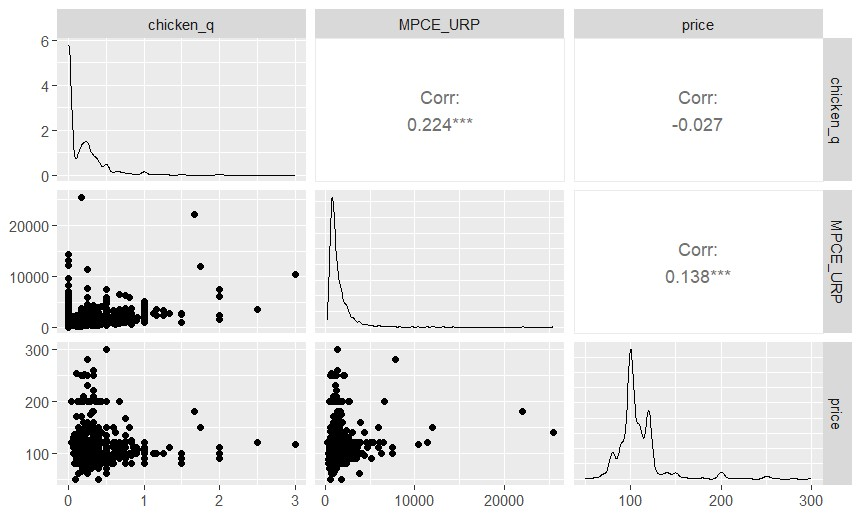 chicken_q MPCE_URP price
6
4
2
0
Corr:
0.224***
Corr:
-0.027
chicken_q
20000
10000
0
Corr:
0.138***
MPCE_URP
300
200
100
price
0 1 2 3 0 10000 20000 100 200 300